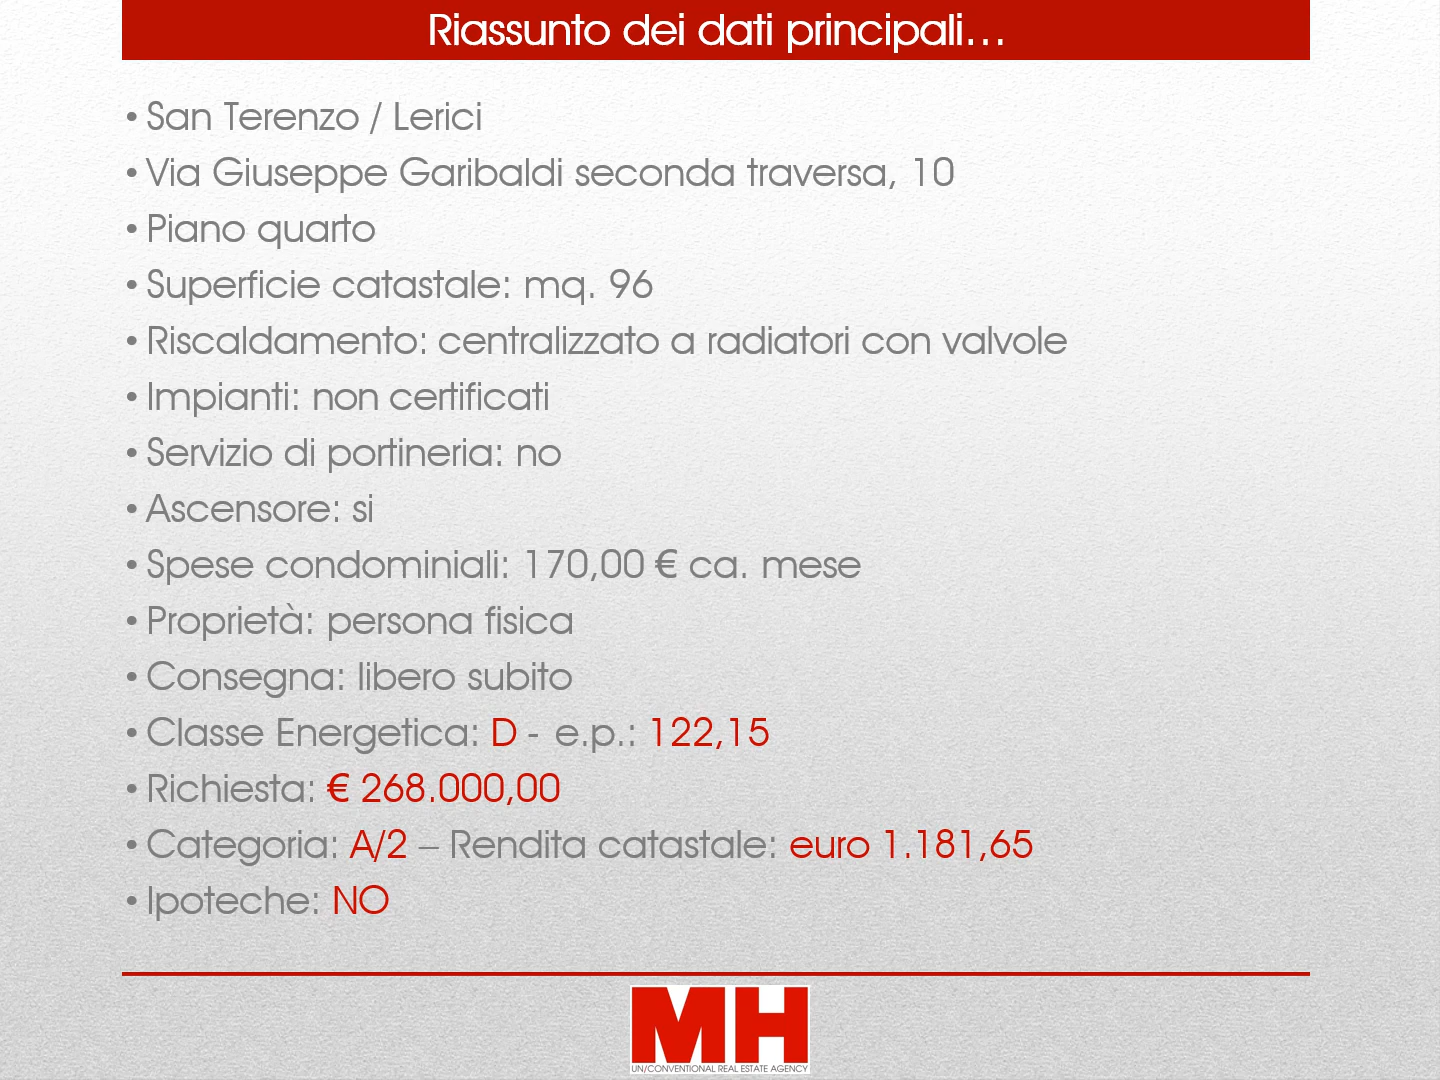 Riassunto dei dati principali…
• San Terenzo / Lerici
• Via Giuseppe Garibaldi seconda traversa, 10
• Piano quarto
• Superficie catastale: mq. 96
• Riscaldamento: centralizzato a radiatori con valvole
• Impianti: non certificati
• Servizio di portineria: no
• Ascensore: si
• Spese condominiali: 170,00 € ca. mese
• Proprietà: persona fisica
• Consegna: libero subito
• Classe Energetica: D - e.p.: 122,15
• Richiesta: € 268.000,00
• Categoria: A/2 – Rendita catastale: euro 1.181,65
• Ipoteche: NO
MH
UN/CONVENTIONAL REAL ESTATE AGENCY